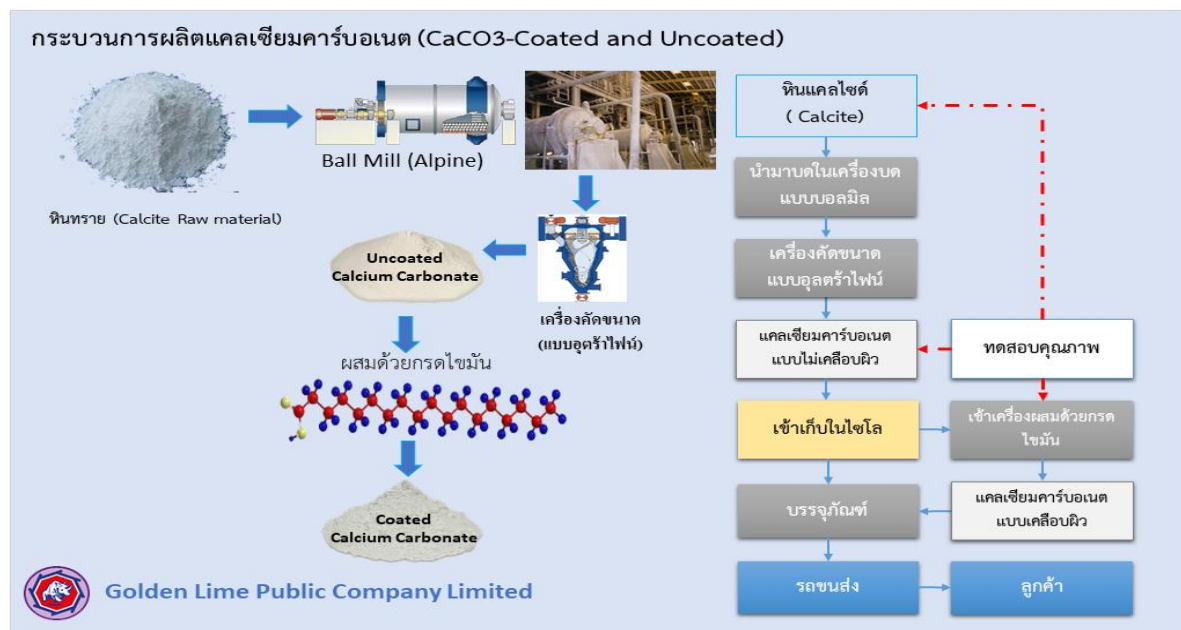 กระบวนการผลิตแคลเซียมคาร์บอเนต (CaCO3-Coated and Uncoated)
Ball Mill (Alpine)
หินทราย (Calcite Raw material)
Uncoated
Calcium Carbonate
เครื่องคัดขนาด
(แบบอุตร้าไฟน์)
ผสมด้วยกรดไขมัน
Coated
Calcium Carbonate
Golden Lime Public Company Limited
หินแคลไซด์
( Calcite)
นำมาบดในเครื่องบด
แบบบอลมิล
เครื่องคัดขนาด
แบบอุลตร้าไฟน์
แคลเซียมคาร์บอเนต
แบบไม่เคลือบผิว
ทดสอบคุณภาพ
เข้าเก็บในไซโล
เข้าเครื่องผสมด้วยกรด
ไขมัน
บรรจุภัณฑ์
แคลเซียมคาร์บอเนต
แบบเคลือบผิว
รถขนส่ง
ลูกค้า